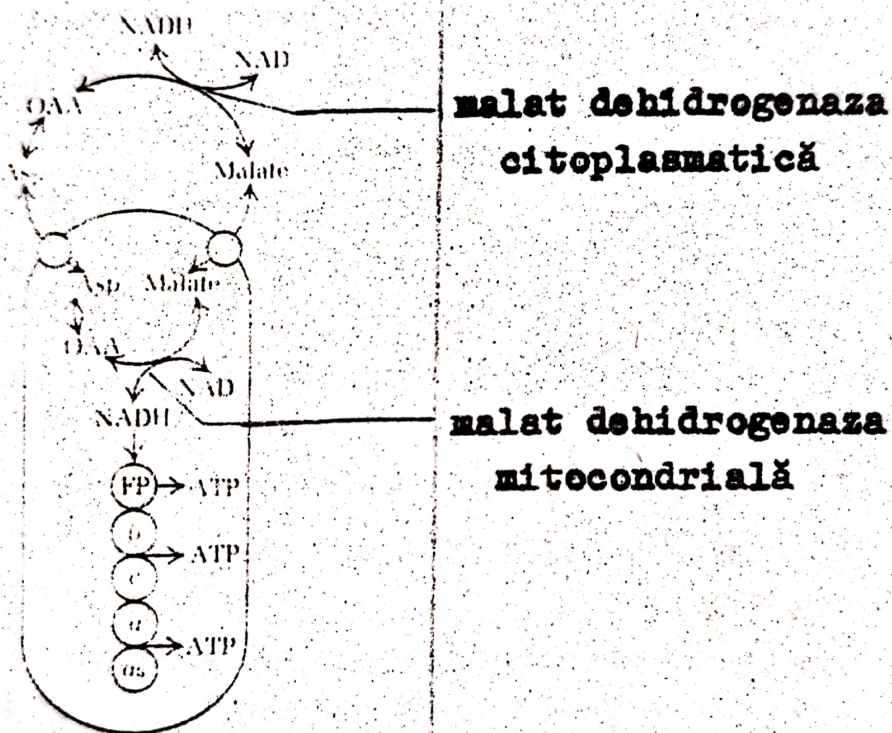 NADH
NAD
OAA
malat dehidrogenaza
citoplasmatică
Malate
Asp
Malate
OAA
NAD
NADH
malat dehidrogenaza
mitocondrială
FP
ATP
b
ATP
c
a
ATP
a₃